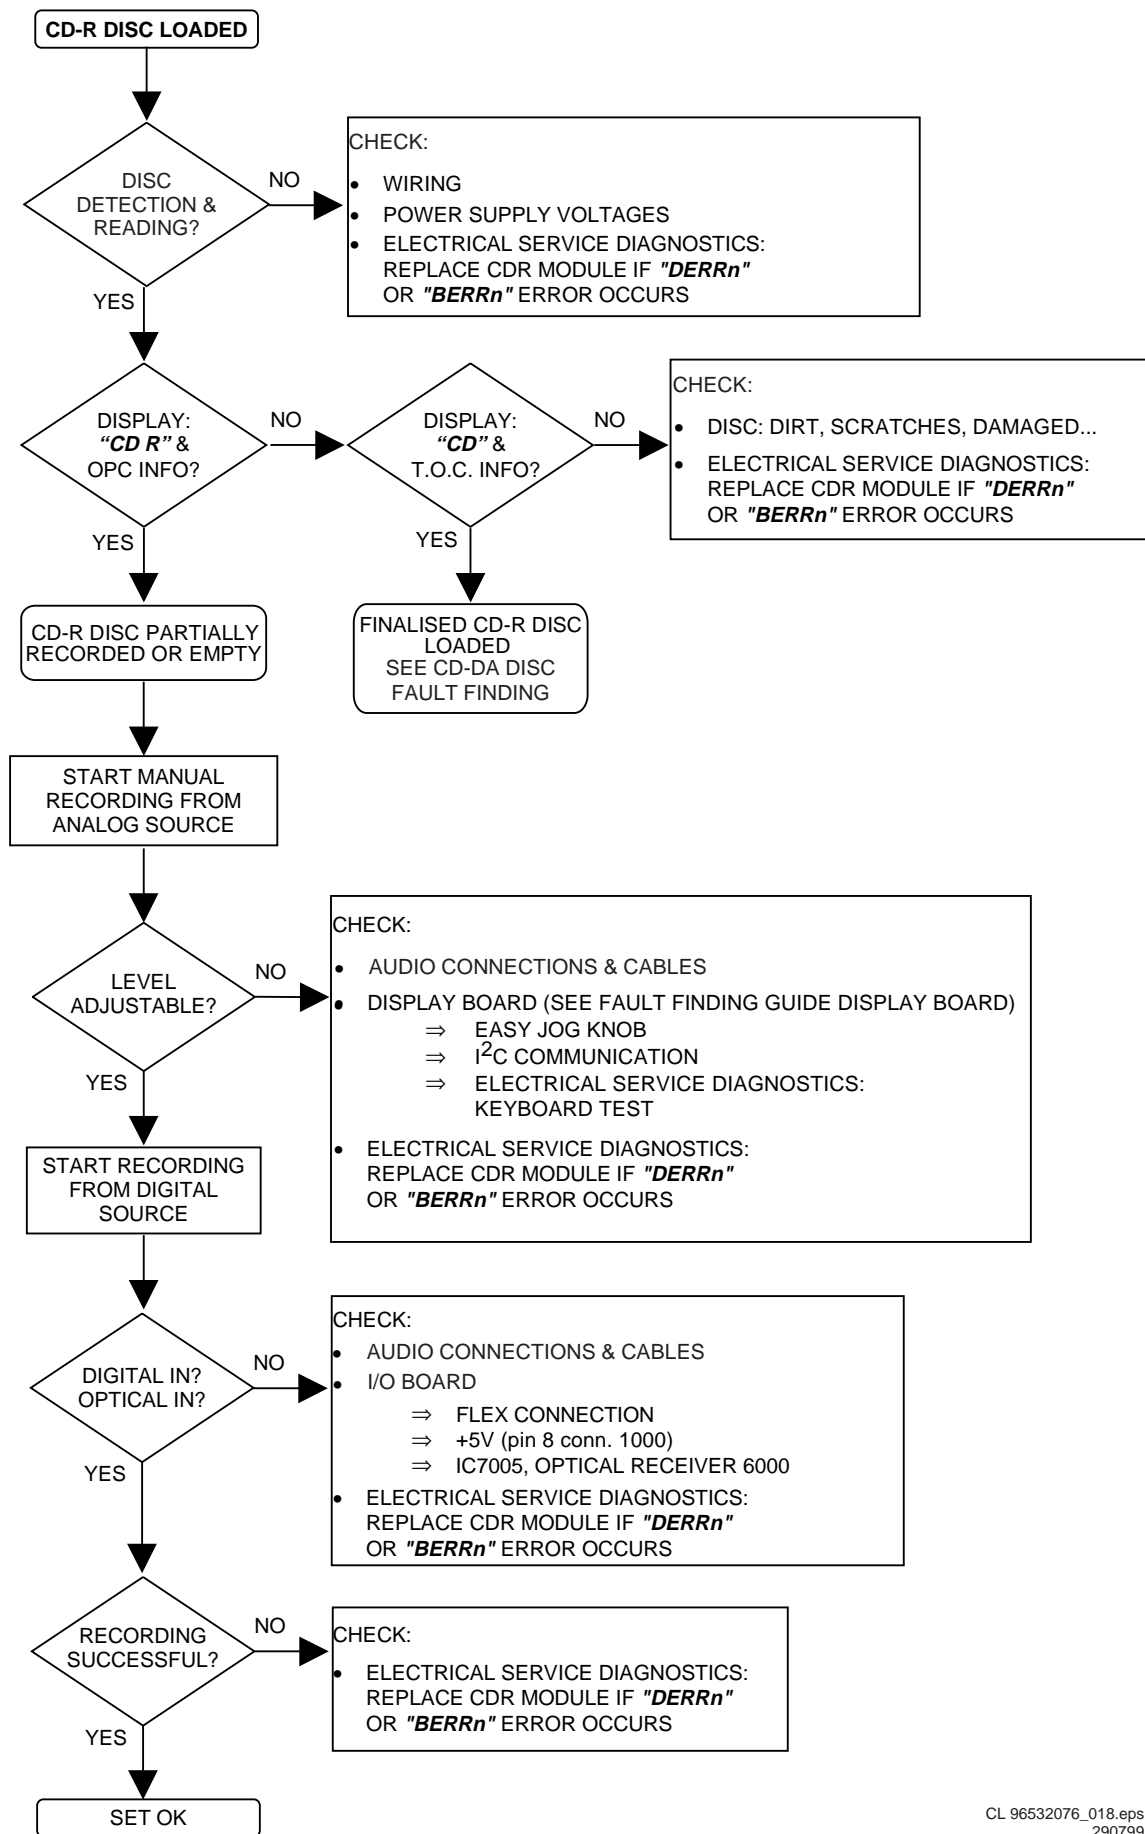 CD-R DISC LOADED
DISC
DETECTION &
READING?
NO
YES
CHECK:
• WIRING
• POWER SUPPLY VOLTAGES
• ELECTRICAL SERVICE DIAGNOSTICS:
REPLACE CDR MODULE IF "DERRn"
OR "BERRn" ERROR OCCURS
DISPLAY:
“CD R” &
OPC INFO?
NO
YES
DISPLAY:
“CD” &
T.O.C. INFO?
NO
YES
CHECK:
• DISC: DIRT, SCRATCHES, DAMAGED...
• ELECTRICAL SERVICE DIAGNOSTICS:
REPLACE CDR MODULE IF "DERRn"
OR "BERRn" ERROR OCCURS
CD-R DISC PARTIALLY
RECORDED OR EMPTY
FINALISED CD-R DISC
LOADED
SEE CD-DA DISC
FAULT FINDING
START MANUAL
RECORDING FROM
ANALOG SOURCE
LEVEL
ADJUSTABLE?
NO
YES
CHECK:
• AUDIO CONNECTIONS & CABLES
• DISPLAY BOARD (SEE FAULT FINDING GUIDE DISPLAY BOARD)
⇒ EASY JOG KNOB
⇒ I²C COMMUNICATION
⇒ ELECTRICAL SERVICE DIAGNOSTICS:
KEYBOARD TEST
• ELECTRICAL SERVICE DIAGNOSTICS:
REPLACE CDR MODULE IF "DERRn"
OR "BERRn" ERROR OCCURS
START RECORDING
FROM DIGITAL
SOURCE
DIGITAL IN?
OPTICAL IN?
NO
YES
CHECK:
• AUDIO CONNECTIONS & CABLES
• I/O BOARD
⇒ FLEX CONNECTION
⇒ +5V (pin 8 conn. 1000)
⇒ IC7005, OPTICAL RECEIVER 6000
• ELECTRICAL SERVICE DIAGNOSTICS:
REPLACE CDR MODULE IF "DERRn"
OR "BERRn" ERROR OCCURS
RECORDING
SUCCESSFUL?
NO
YES
CHECK:
• ELECTRICAL SERVICE DIAGNOSTICS:
REPLACE CDR MODULE IF "DERRn"
OR "BERRn" ERROR OCCURS
SET OK
CL 96532076_018.eps
290799